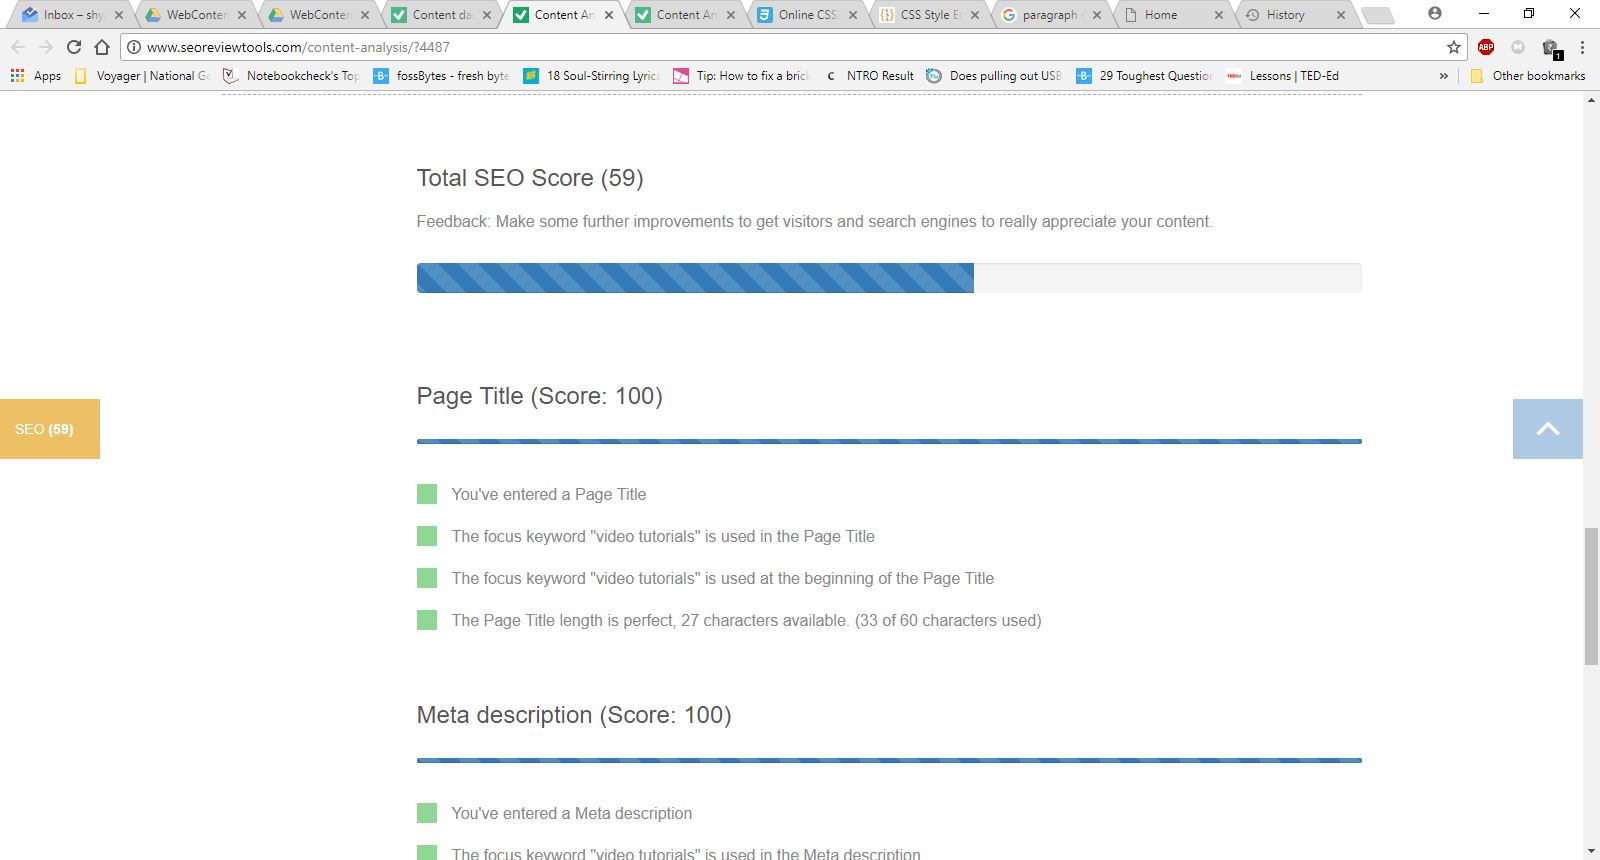 Inbox – shy
WebConten
WebConten
Content da
Content An
Content An
Online CSS
CSS Style E
paragraph s
Home
History
www.seoreviewtools.com/content-analysis/?4487
ABP
1
Apps
Voyager | National Ge
Notebookcheck's Top
fossBytes - fresh byte
18 Soul-Stirring Lyrica
Tip: How to fix a brick
NTRO Result
Does pulling out USB
29 Toughest Question
Lessons | TED-Ed
»
Other bookmarks
Total SEO Score (59)
Feedback: Make some further improvements to get visitors and search engines to really appreciate your content.
Page Title (Score: 100)
SEO (59)
You've entered a Page Title
The focus keyword "video tutorials" is used in the Page Title
The focus keyword "video tutorials" is used at the beginning of the Page Title
The Page Title length is perfect, 27 characters available. (33 of 60 characters used)
Meta description (Score: 100)
You've entered a Meta description
The focus keyword "video tutorials" is used in the Meta description